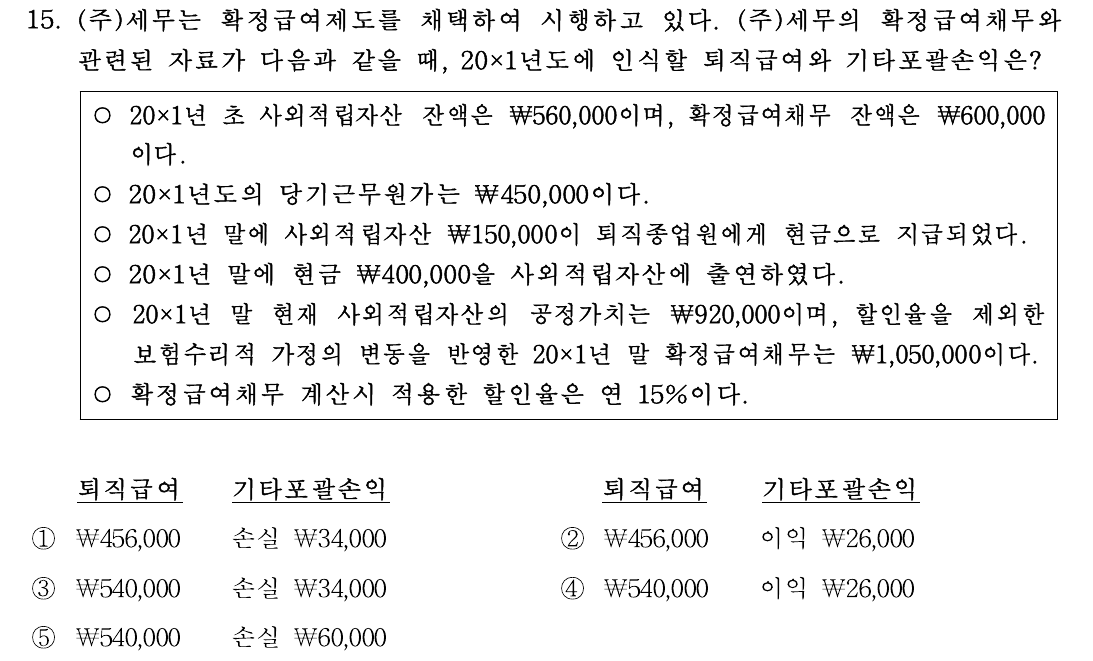 15. (주)세무는 확정급여제도를 채택하여 시행하고 있다. (주)세무의 확정급여채무와
관련된 자료가 다음과 같을 때, 20×1년도에 인식할 퇴직급여와 기타포괄손익은?
○ 20×1년 초 사외적립자산 잔액은 ₩560,000이며, 확정급여채무 잔액은 ₩600,000
이다.
○ 20×1년도의 당기근무원가는 ₩450,000이다.
○ 20×1년 말에 사외적립자산 ₩150,000이 퇴직종업원에게 현금으로 지급되었다.
○ 20×1년 말에 현금 ₩400,000을 사외적립자산에 출연하였다.
○ 20×1년 말 현재 사외적립자산의 공정가치는 ₩920,000이며, 할인율을 제외한
보험수리적 가정의 변동을 반영한 20×1년 말 확정급여채무는 ₩1,050,000이다.
○ 확정급여채무 계산시 적용한 할인율은 연 15%이다.
퇴직급여 기타포괄손익 퇴직급여 기타포괄손익
① ₩456,000 손실 ₩34,000 ② ₩456,000 이익 ₩26,000
③ ₩540,000 손실 ₩34,000 ④ ₩540,000 이익 ₩26,000
⑤ ₩540,000 손실 ₩60,000